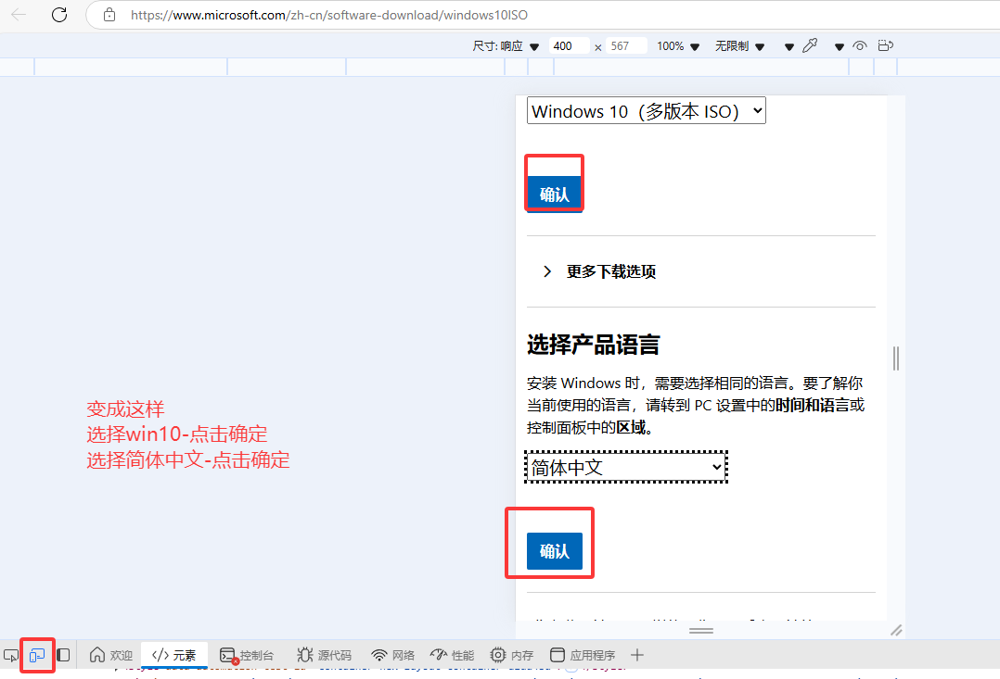 https://www.microsoft.com/zh-cn/software-download/windows10ISO
尺寸: 响应 400 × 567 100% 无限制
Windows 10（多版本 ISO）
确认
更多下载选项
选择产品语言
安装 Windows 时，需要选择相同的语言。要了解你
当前使用的语言，请转到 PC 设置中的时间和语言或
控制面板中的区域。
变成这样
选择win10-点击确定
选择简体中文-点击确定
简体中文
确认
欢迎 </> 元素 控制台 源代码 网络 性能 内存 应用程序